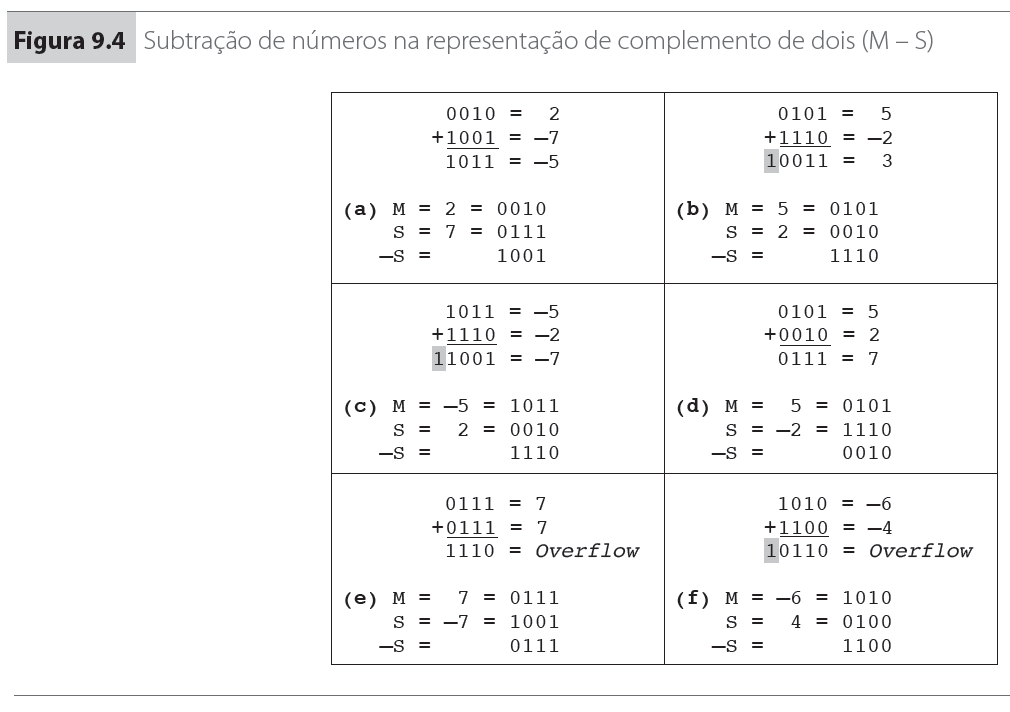 Figura 9.4 Subtração de números na representação de complemento de dois (M – S)
0010 = 2
+1001 = –7
1011 = –5
(a) M = 2 = 0010
S = 7 = 0111
–S = 1001
0101 = 5
+1110 = –2
10011 = 3
(b) M = 5 = 0101
S = 2 = 0010
–S = 1110
1011 = –5
+1110 = –2
11001 = –7
(c) M = –5 = 1011
S = 2 = 0010
–S = 1110
0101 = 5
+0010 = 2
0111 = 7
(d) M = 5 = 0101
S = –2 = 1110
–S = 0010
0111 = 7
+0111 = 7
1110 = Overflow
(e) M = 7 = 0111
S = –7 = 1001
–S = 0111
1010 = –6
+1100 = –4
10110 = Overflow
(f) M = –6 = 1010
S = 4 = 0100
–S = 1100